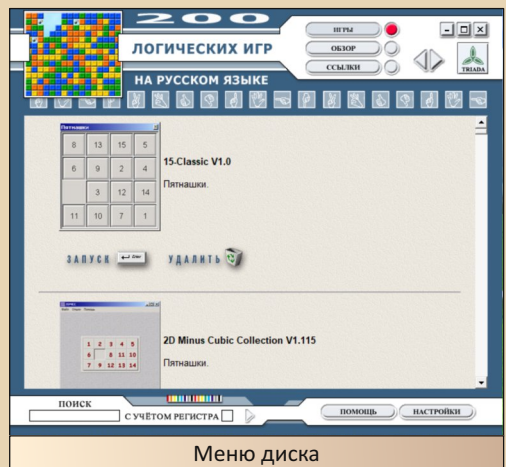 200
ЛОГИЧЕСКИХ ИГР
НА РУССКОМ ЯЗЫКЕ
ИГРЫ
ОБЗОР
ССЫЛКИ
TRIADA
Пятнашки
8 13 15 5
6 9 2 4
3 12 14
11 10 7 1
15-Classic V1.0
Пятнашки.
ЗАПУСК
УДАЛИТЬ
1 2 3 4 5
6 8 11 10
7 9 12 13 14
2D Minus Cubic Collection V1.115
Пятнашки.
ПОИСК
С УЧЁТОМ РЕГИСТРА
ПОМОЩЬ
НАСТРОЙКИ
Меню диска